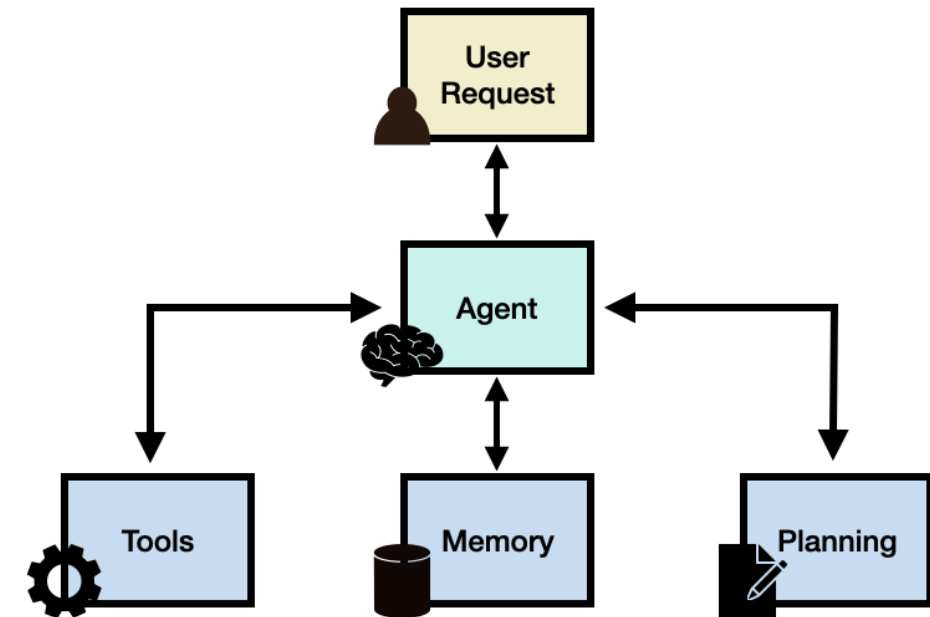 User
Request
Agent
Tools
Memory
Planning